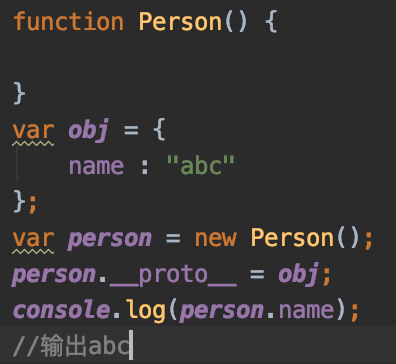 function Person() {
}
var obj = {
name : "abc"
};
var person = new Person();
person.__proto__ = obj;
console.log(person.name);
//输出abc